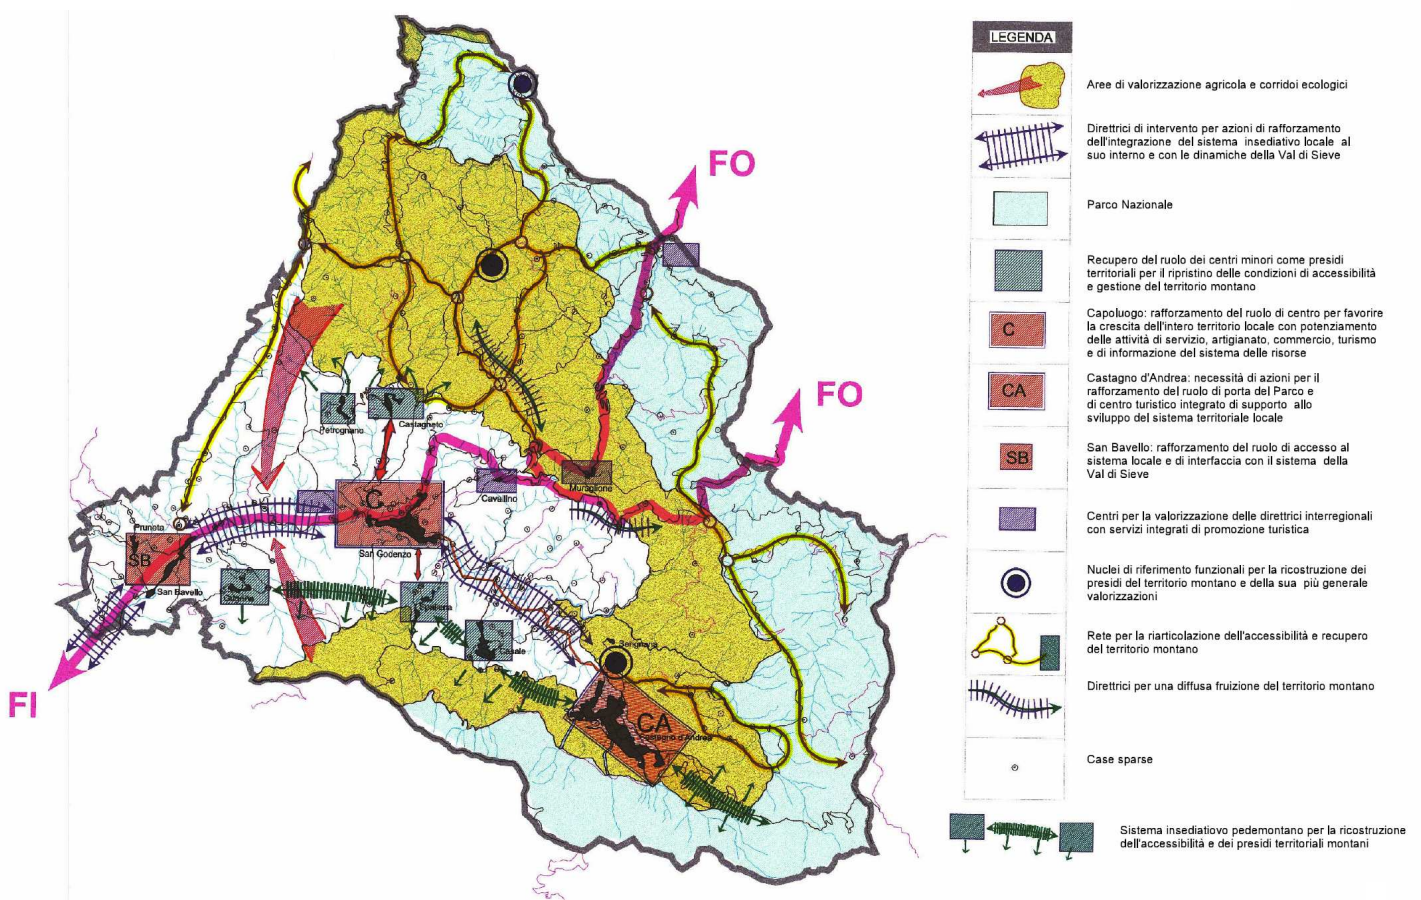 LEGENDA
Aree di valorizzazione agricola e corridoi ecologici
Direttrici di intervento per azioni di rafforzamento
dell'integrazione del sistema insediativo locale al
suo interno e con le dinamiche della Val di Sieve
Parco Nazionale
Recupero del ruolo dei centri minori come presidi
territoriali per il ripristino delle condizioni di accessibilità
e gestione del territorio montano
C
Capoluogo: rafforzamento del ruolo di centro per favorire
la crescita dell'intero territorio locale con potenziamento
delle attività di servizio, artigianato, commercio, turismo
e di informazione del sistema delle risorse
CA
Castagno d'Andrea: necessità di azioni per il
rafforzamento del ruolo di porta del Parco e
di centro turistico integrato di supporto allo
sviluppo del sistema territoriale locale
SB
San Bavello: rafforzamento del ruolo di accesso al
sistema locale e di interfaccia con il sistema della
Val di Sieve
Centri per la valorizzazione delle direttrici interregionali
con servizi integrati di promozione turistica
Nuclei di riferimento funzionali per la ricostruzione dei
presidi del territorio montano e della sua più generale
valorizzazioni
Rete per la riarticolazione dell'accessibilità e recupero
del territorio montano
Direttrici per una diffusa fruizione del territorio montano
Case sparse
Sistema insediatiovo pedemontano per la ricostruzione
dell'accessibilità e dei presidi territoriali montani
FO
FO
Petrognano
Castagneto
Muraglione
Cavallino
C
San Godenzo
Pruneta
SB
San Bavello
Casale
CA
Castagno d'Andrea
FI